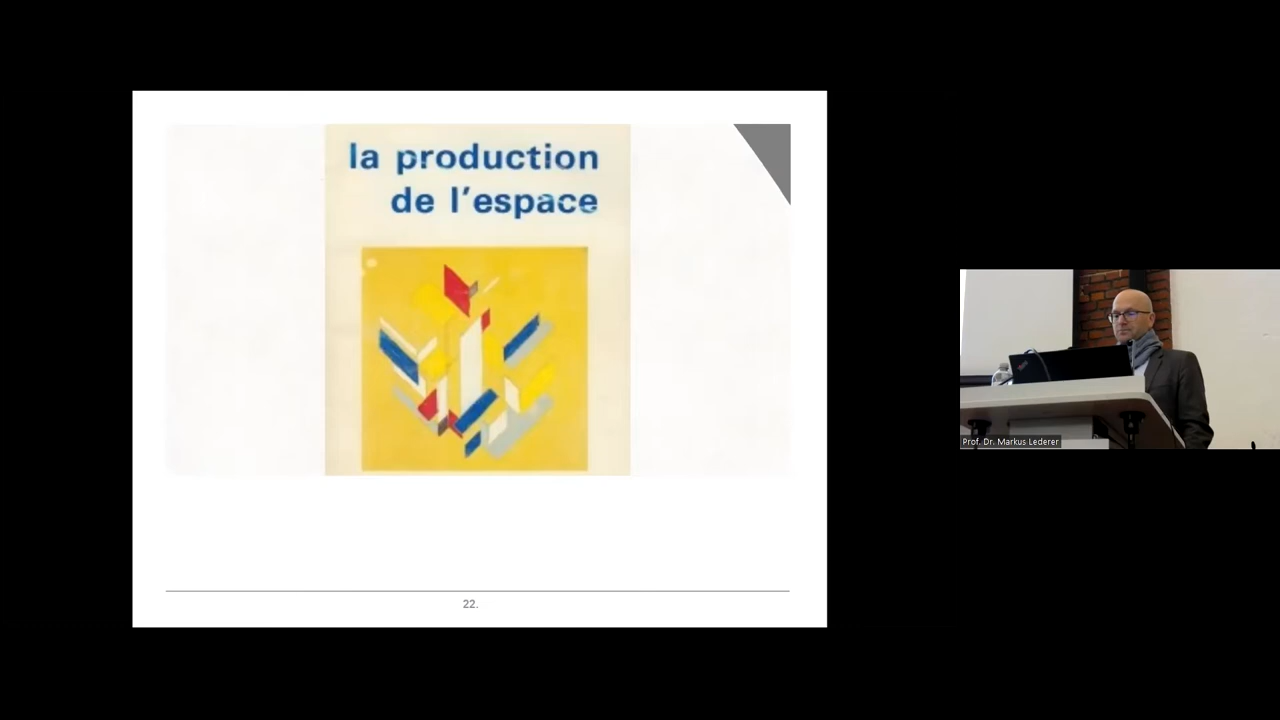 la production
de l'espace
22.
Prof. Dr. Markus Lederer